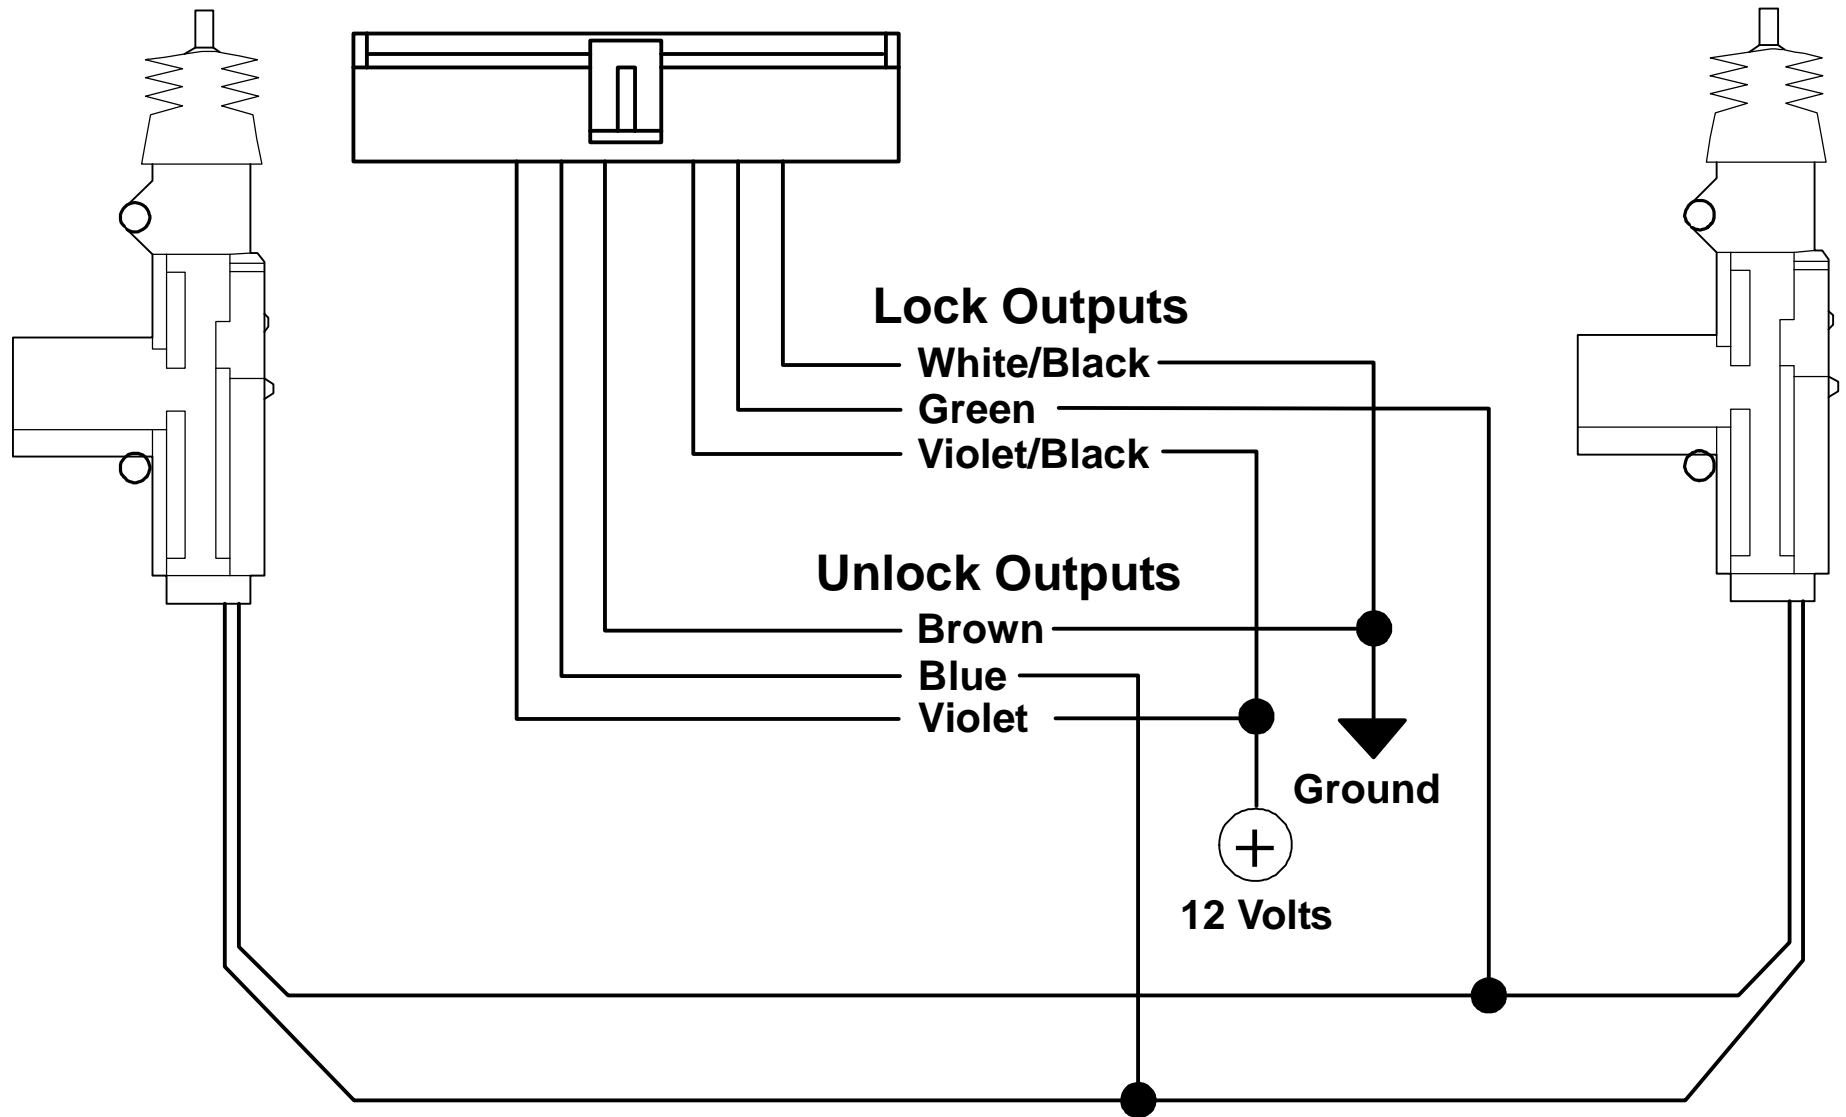 Lock Outputs
White/Black
Green
Violet/Black
Unlock Outputs
Brown
Blue
Violet
Ground
+
12 Volts